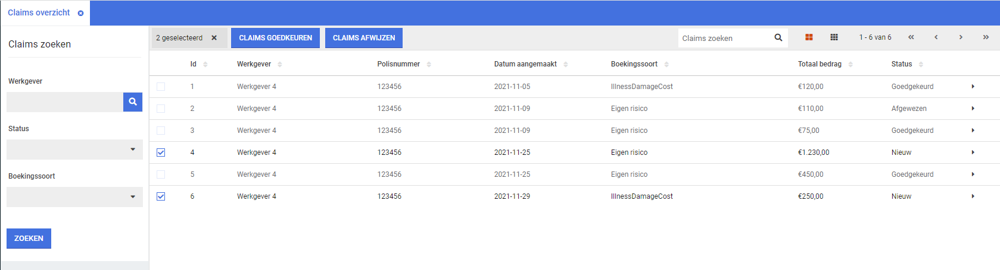 Claims overzicht
Claims zoeken
Werkgever
Status
Boekingssoort
ZOEKEN
2 geselecteerd CLAIMS GOEDKEUREN CLAIMS AFWIJZEN Claims zoeken 1 - 6 van 6
Id Werkgever Polisnummer Datum aangemaakt Boekingssoort Totaal bedrag Status
1 Werkgever 4 123456 2021-11-05 IllnessDamageCost €120,00 Goedgekeurd
2 Werkgever 4 123456 2021-11-09 Eigen risico €110,00 Afgewezen
3 Werkgever 4 123456 2021-11-09 Eigen risico €75,00 Goedgekeurd
4 Werkgever 4 123456 2021-11-25 Eigen risico €1.230,00 Nieuw
5 Werkgever 4 123456 2021-11-25 Eigen risico €450,00 Goedgekeurd
6 Werkgever 4 123456 2021-11-29 IllnessDamageCost €250,00 Nieuw